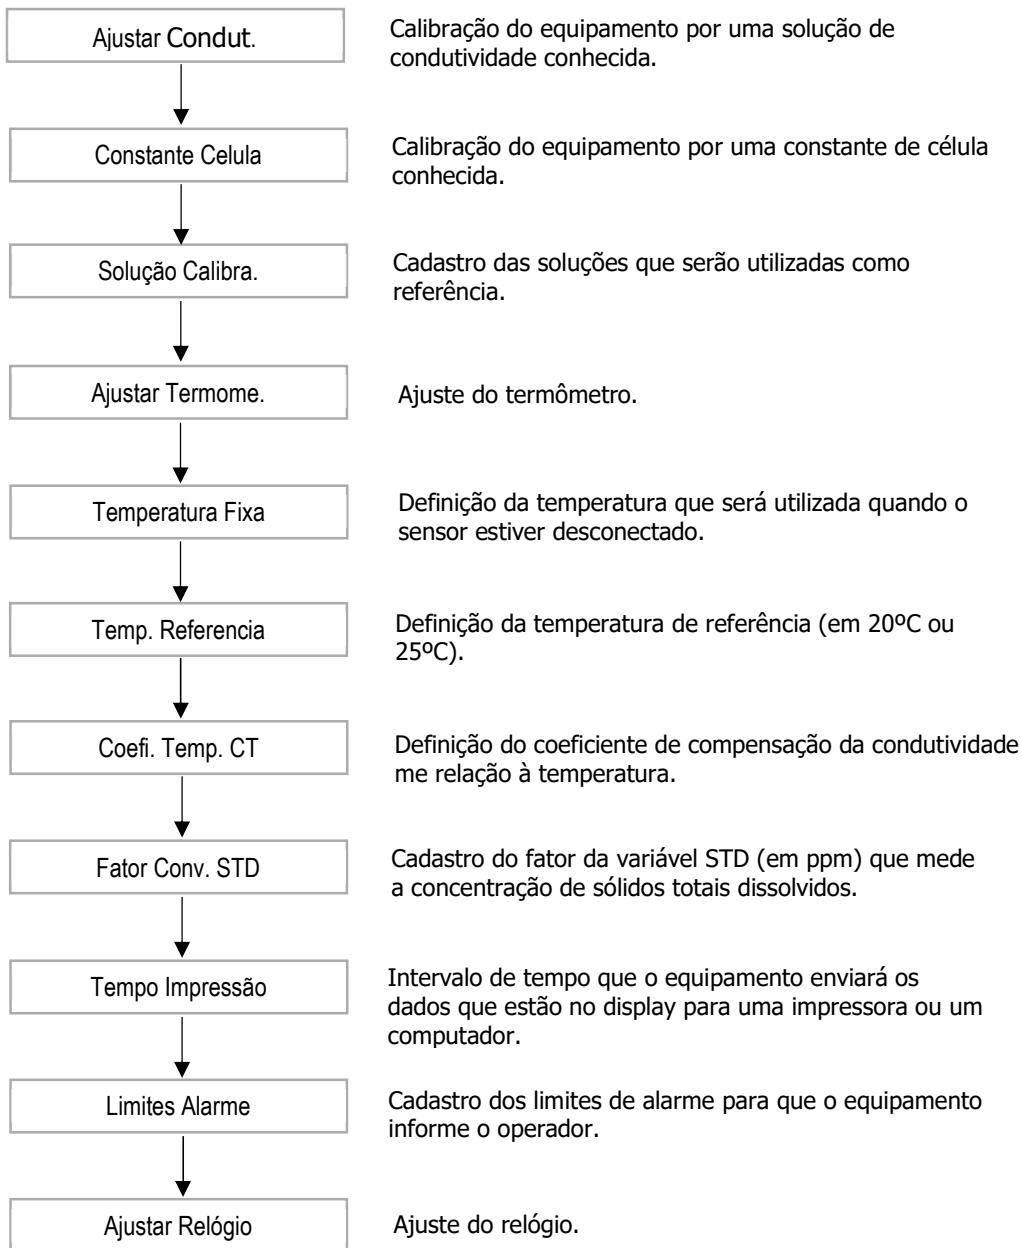 Ajustar Condut.
Calibração do equipamento por uma solução de
condutividade conhecida.
Constante Celula
Calibração do equipamento por uma constante de célula
conhecida.
Solução Calibra.
Cadastro das soluções que serão utilizadas como
referência.
Ajustar Termome.
Ajuste do termômetro.
Temperatura Fixa
Definição da temperatura que será utilizada quando o
sensor estiver desconectado.
Temp. Referencia
Definição da temperatura de referência (em 20ºC ou
25ºC).
Coefi. Temp. CT
Definição do coeficiente de compensação da condutividade
me relação à temperatura.
Fator Conv. STD
Cadastro do fator da variável STD (em ppm) que mede
a concentração de sólidos totais dissolvidos.
Tempo Impressão
Intervalo de tempo que o equipamento enviará os
dados que estão no display para uma impressora ou um
computador.
Limites Alarme
Cadastro dos limites de alarme para que o equipamento
informe o operador.
Ajustar Relógio
Ajuste do relógio.